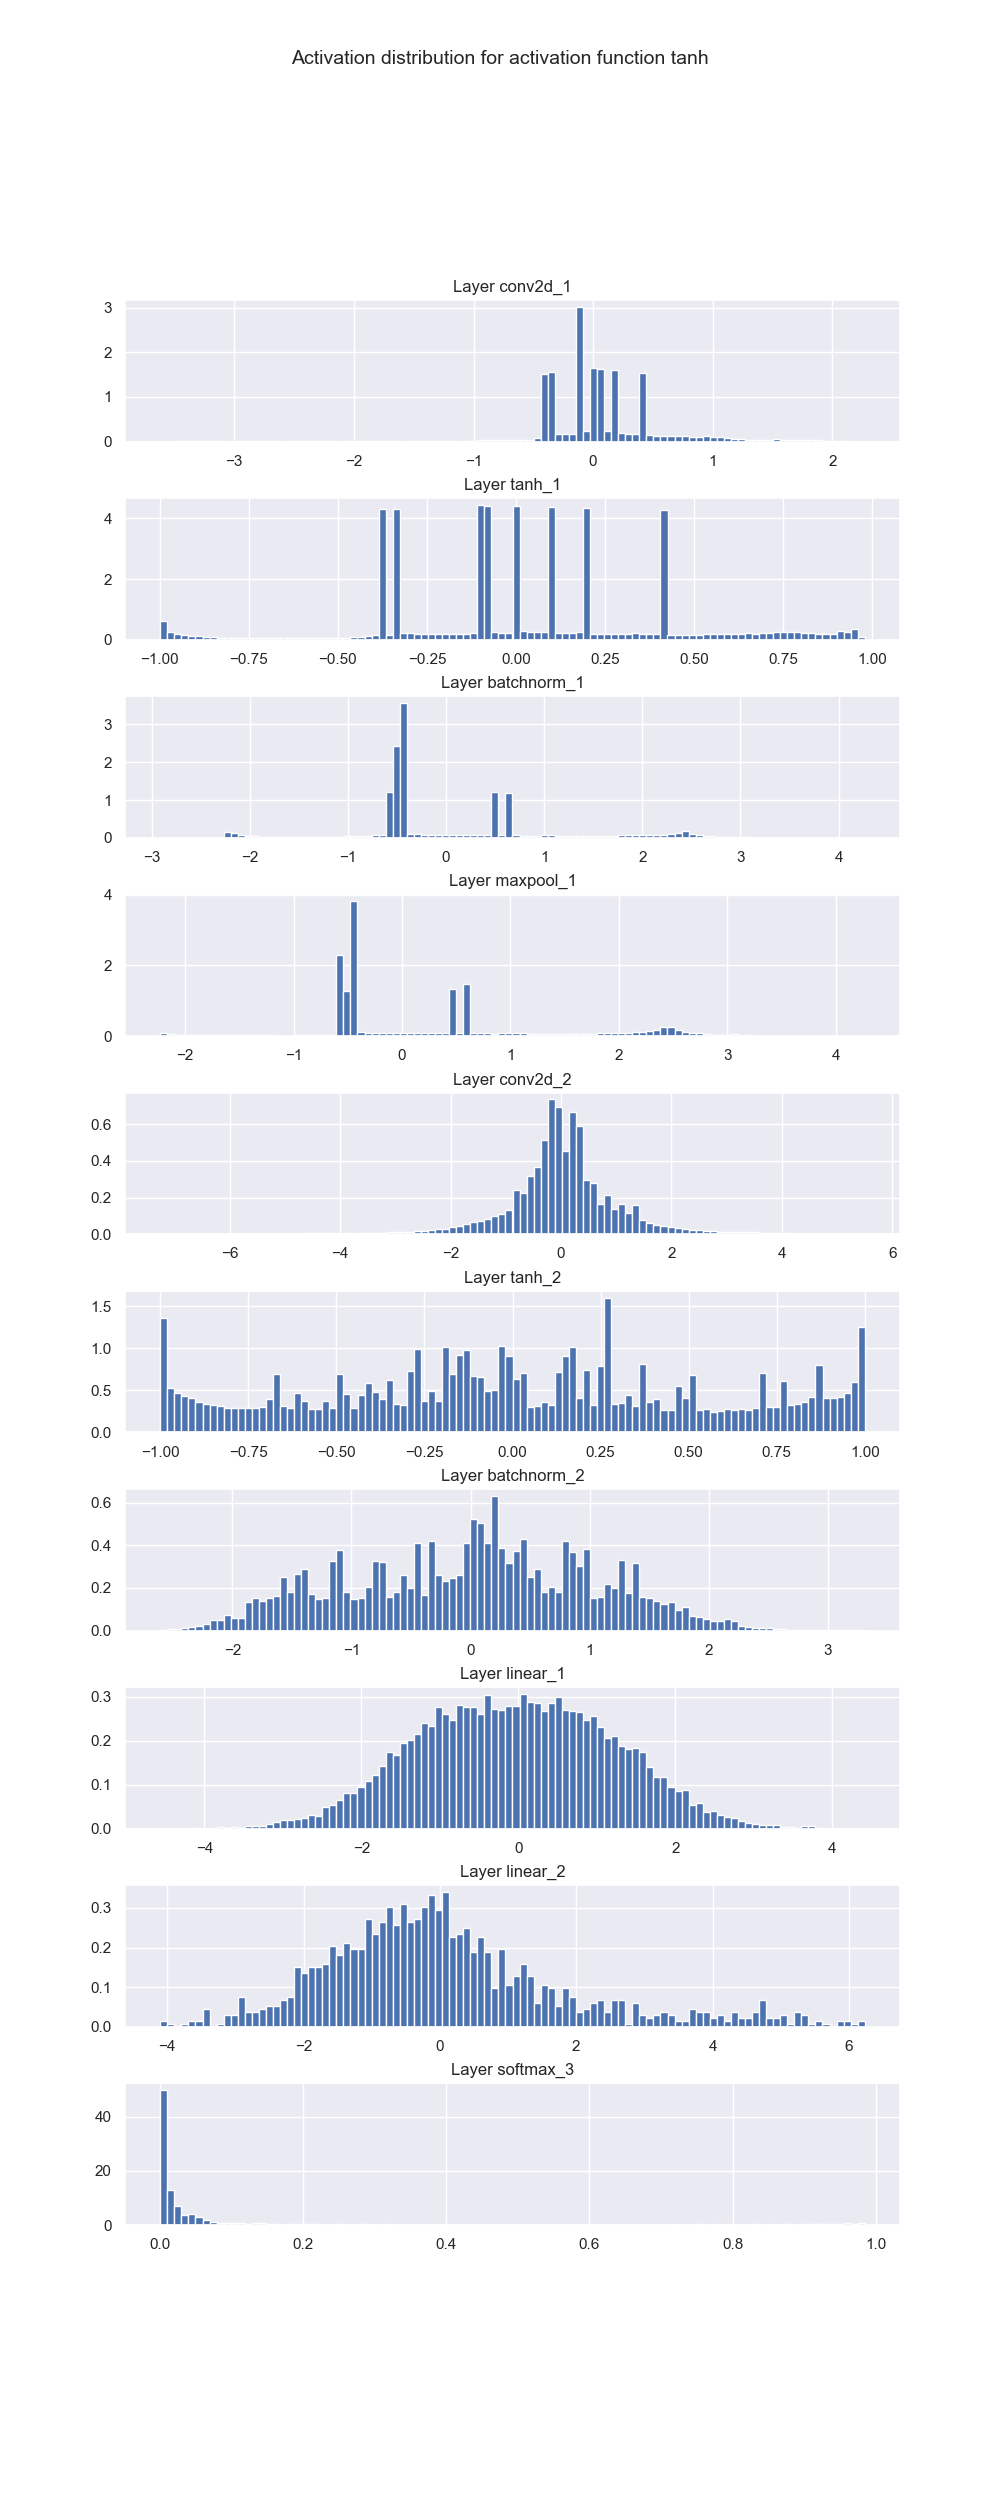 Activation distribution for activation function tanh
Layer conv2d_1
3
2
1
0
−3 −2 −1 0 1 2
Layer tanh_1
4
2
0
−1.00 −0.75 −0.50 −0.25 0.00 0.25 0.50 0.75 1.00
Layer batchnorm_1
3
2
1
0
−3 −2 −1 0 1 2 3 4
Layer maxpool_1
4
2
0
−2 −1 0 1 2 3 4
Layer conv2d_2
0.6
0.4
0.2
0.0
−6 −4 −2 0 2 4 6
Layer tanh_2
1.5
1.0
0.5
0.0
−1.00 −0.75 −0.50 −0.25 0.00 0.25 0.50 0.75 1.00
Layer batchnorm_2
0.6
0.4
0.2
0.0
−2 −1 0 1 2 3
Layer linear_1
0.3
0.2
0.1
0.0
−4 −2 0 2 4
Layer linear_2
0.3
0.2
0.1
0.0
−4 −2 0 2 4 6
Layer softmax_3
40
20
0
0.0 0.2 0.4 0.6 0.8 1.0